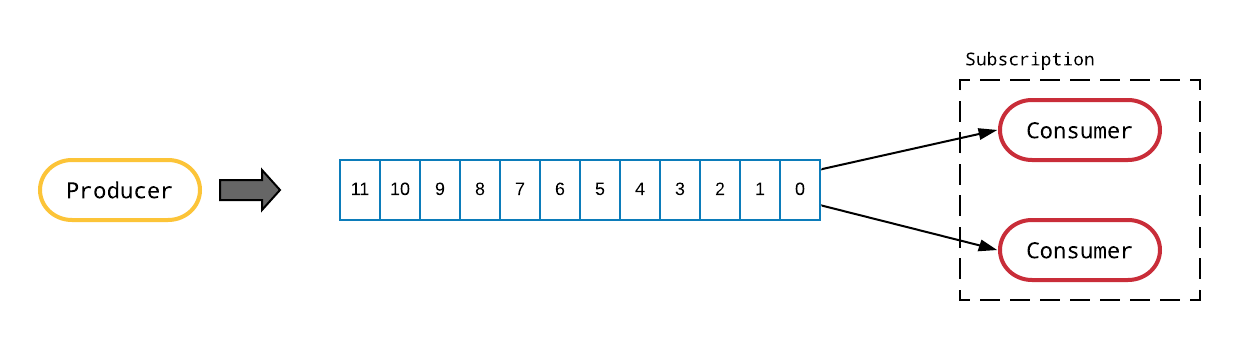 Subscription
Consumer
Producer
11 10 9 8 7 6 5 4 3 2 1 0
Consumer